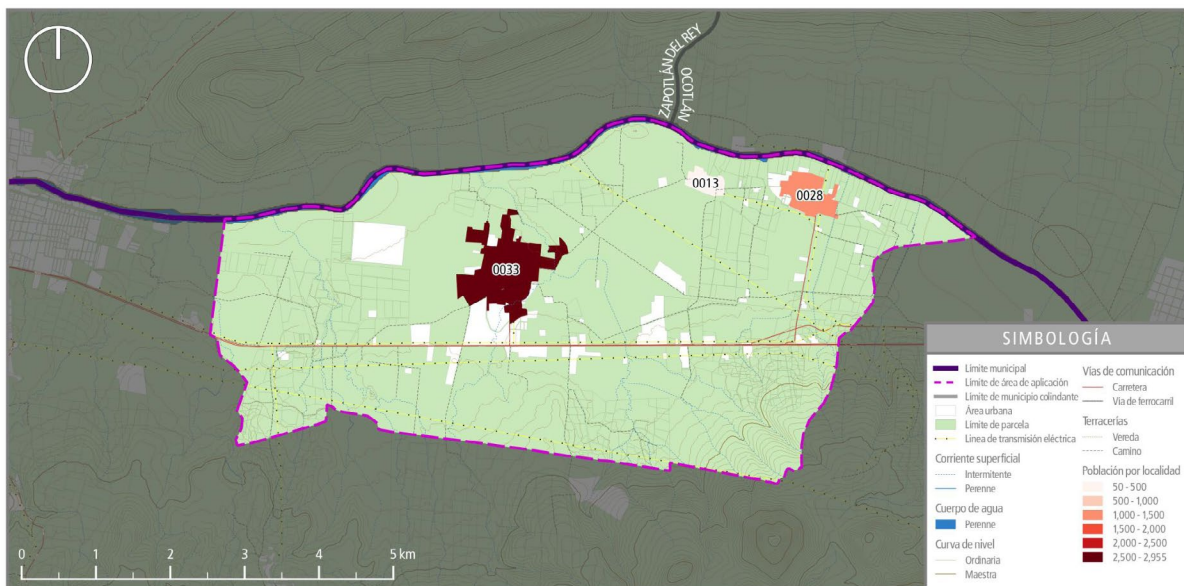 ZAPOTLÁN DEL REY
OCOTLÁN
0013
0028
0033
0 1 2 3 4 5 km
SIMBOLOGÍA
Límite municipal
Límite de área de aplicación
Límite de municipio colindante
Área urbana
Límite de parcela
Línea de transmisión eléctrica
Corriente superficial
Intermitente
Perenne
Cuerpo de agua
Perenne
Curva de nivel
Ordinaria
Maestra
Vías de comunicación
Carretera
Vía de ferrocarril
Terracerías
Vereda
Camino
Población por localidad
50 - 500
500 - 1,000
1,000 - 1,500
1,500 - 2,000
2,000 - 2,500
2,500 - 2,955